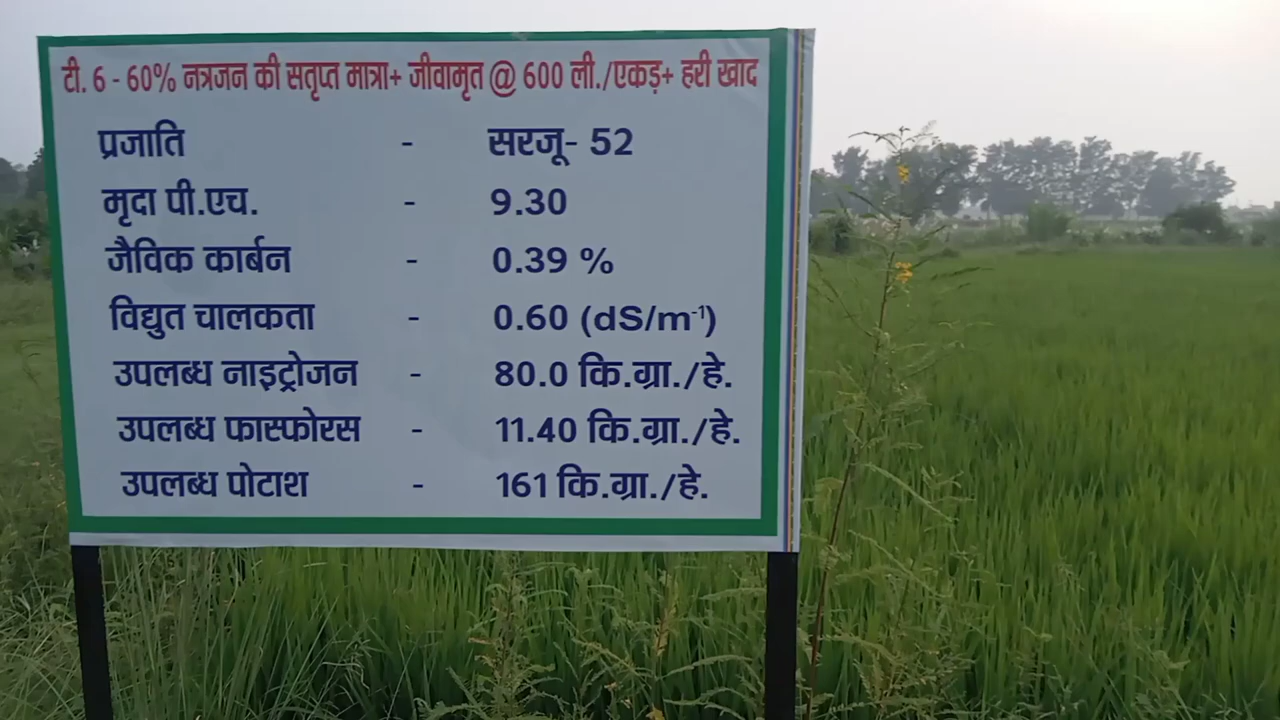 टी. 6 - 60% नत्रजन की सतृप्त मात्रा+ जीवामृत @ 600 ली./एकड़+ हरी खाद
प्रजाति - सरजू- 52
मृदा पी.एच. - 9.30
जैविक कार्बन - 0.39 %
विद्युत चालकता - 0.60 (dS/m⁻¹)
उपलब्ध नाइट्रोजन - 80.0 कि.ग्रा./हे.
उपलब्ध फास्फोरस - 11.40 कि.ग्रा./हे.
उपलब्ध पोटाश - 161 कि.ग्रा./हे.